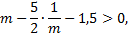 m − 5/2 · 1/m − 1,5 > 0,